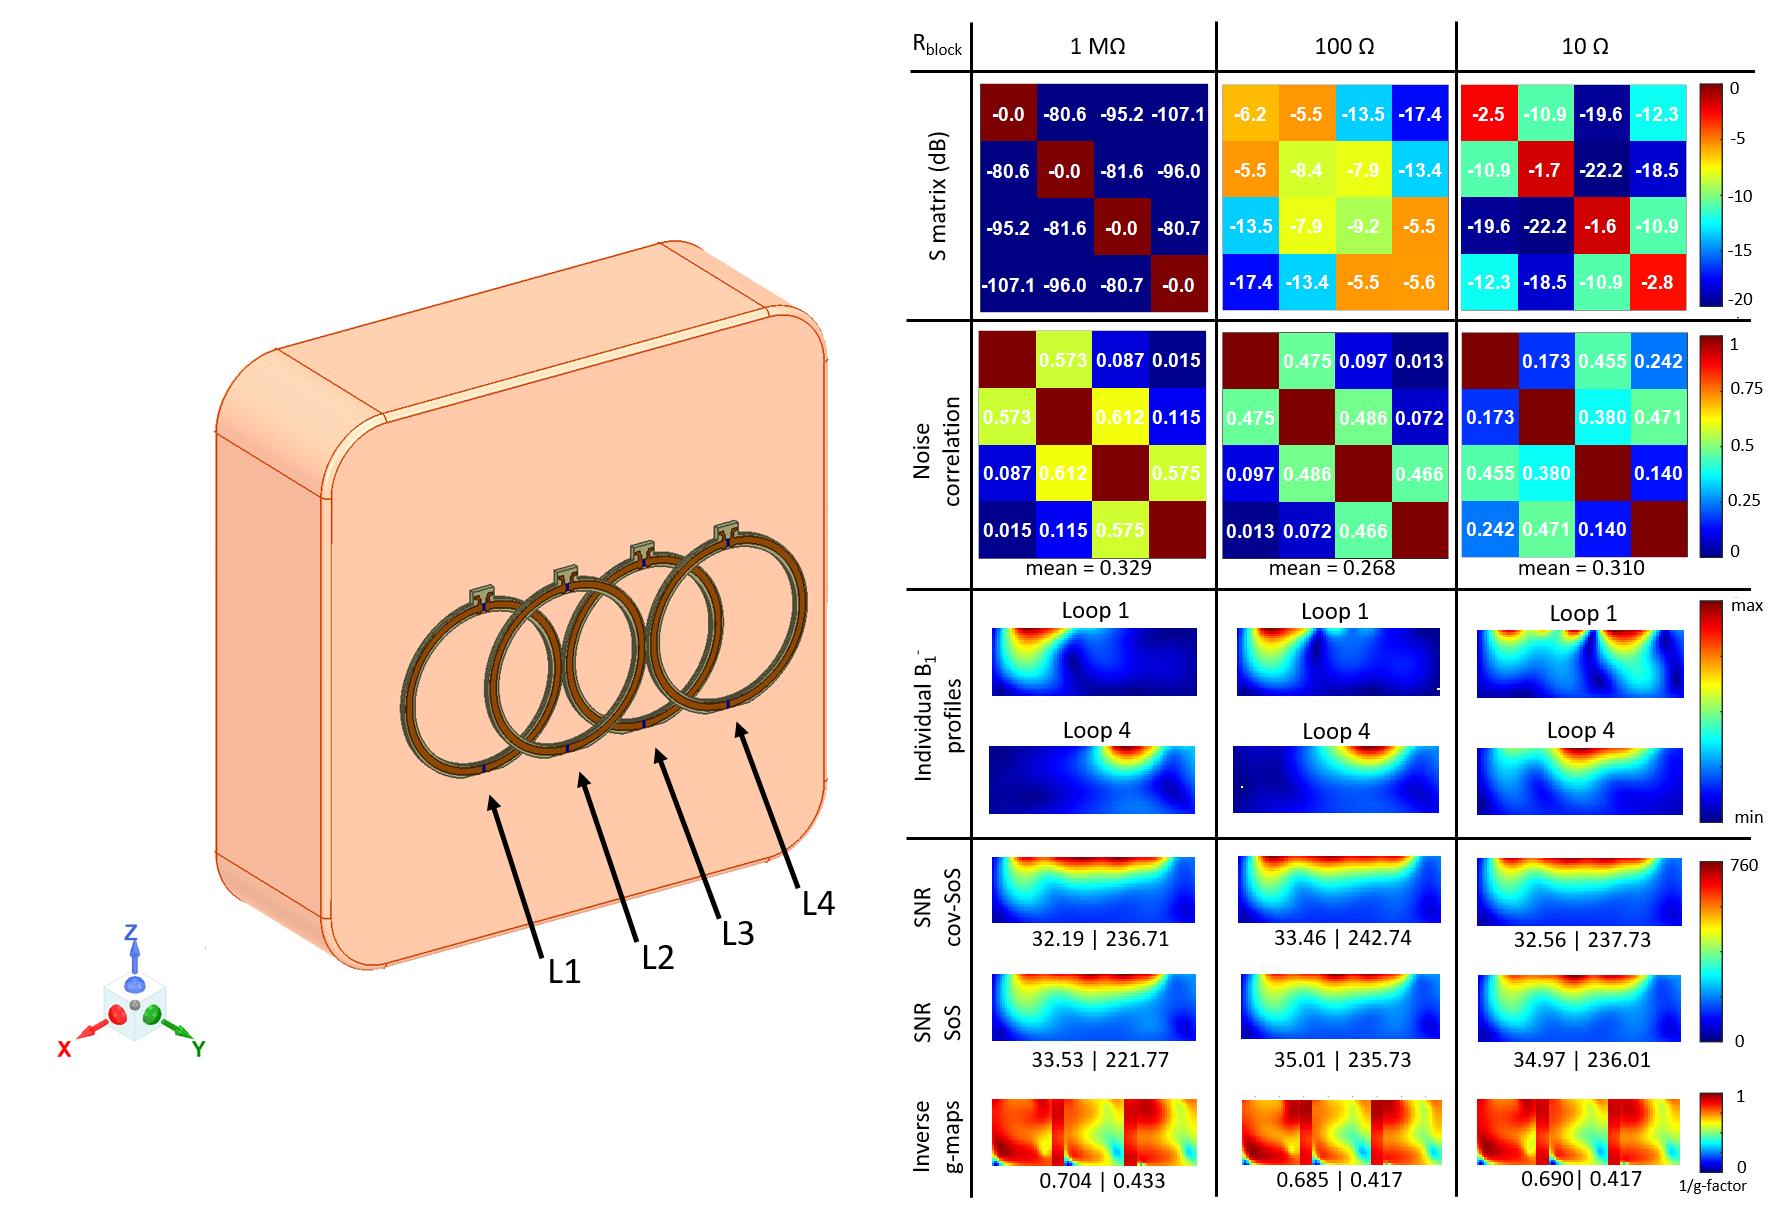 Z
X
Y
L1
L2
L3
L4
Rblock
1 MΩ
100 Ω
10 Ω
S matrix (dB)
-0.0 -80.6 -95.2 -107.1
-80.6 -0.0 -81.6 -96.0
-95.2 -81.6 -0.0 -80.7
-107.1 -96.0 -80.7 -0.0
-6.2 -5.5 -13.5 -17.4
-5.5 -8.4 -7.9 -13.4
-13.5 -7.9 -9.2 -5.5
-17.4 -13.4 -5.5 -5.6
-2.5 -10.9 -19.6 -12.3
-10.9 -1.7 -22.2 -18.5
-19.6 -22.2 -1.6 -10.9
-12.3 -18.5 -10.9 -2.8
0
-5
-10
-15
-20
Noise
correlation
0.573 0.087 0.015
0.573 0.612 0.115
0.087 0.612 0.575
0.015 0.115 0.575
mean = 0.329
0.475 0.097 0.013
0.475 0.486 0.072
0.097 0.486 0.466
0.013 0.072 0.466
mean = 0.268
0.173 0.455 0.242
0.173 0.380 0.471
0.455 0.380 0.140
0.242 0.471 0.140
mean = 0.310
1
0.75
0.5
0.25
0
Individual B1-
profiles
Loop 1
Loop 1
Loop 1
Loop 4
Loop 4
Loop 4
max
min
SNR
cov-SoS
32.19 | 236.71
33.46 | 242.74
32.56 | 237.73
SNR
SoS
33.53 | 221.77
35.01 | 235.73
34.97 | 236.01
760
0
Inverse
g-maps
0.704 | 0.433
0.685 | 0.417
0.690| 0.417
1
0
1/g-factor